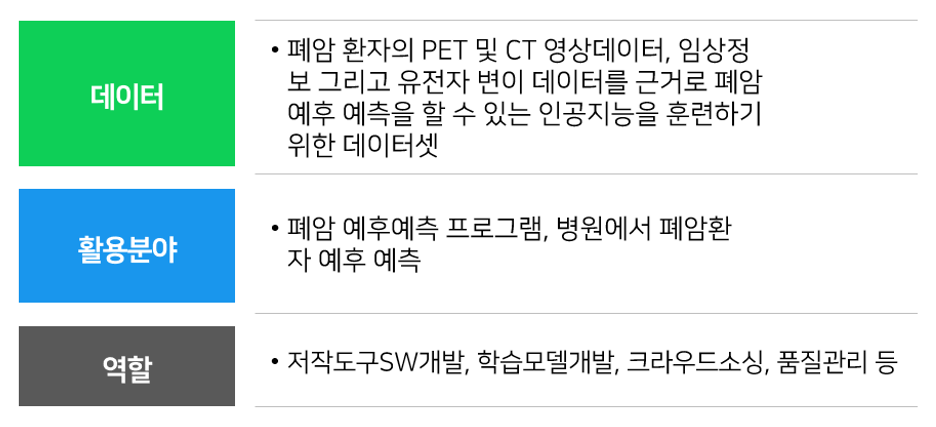 데이터
• 폐암 환자의 PET 및 CT 영상데이터, 임상정
보 그리고 유전자 변이 데이터를 근거로 폐암
예후 예측을 할 수 있는 인공지능을 훈련하기
위한 데이터셋
활용분야
• 폐암 예후예측 프로그램, 병원에서 폐암환
자 예후 예측
역할
• 저작도구SW개발, 학습모델개발, 크라우드소싱, 품질관리 등